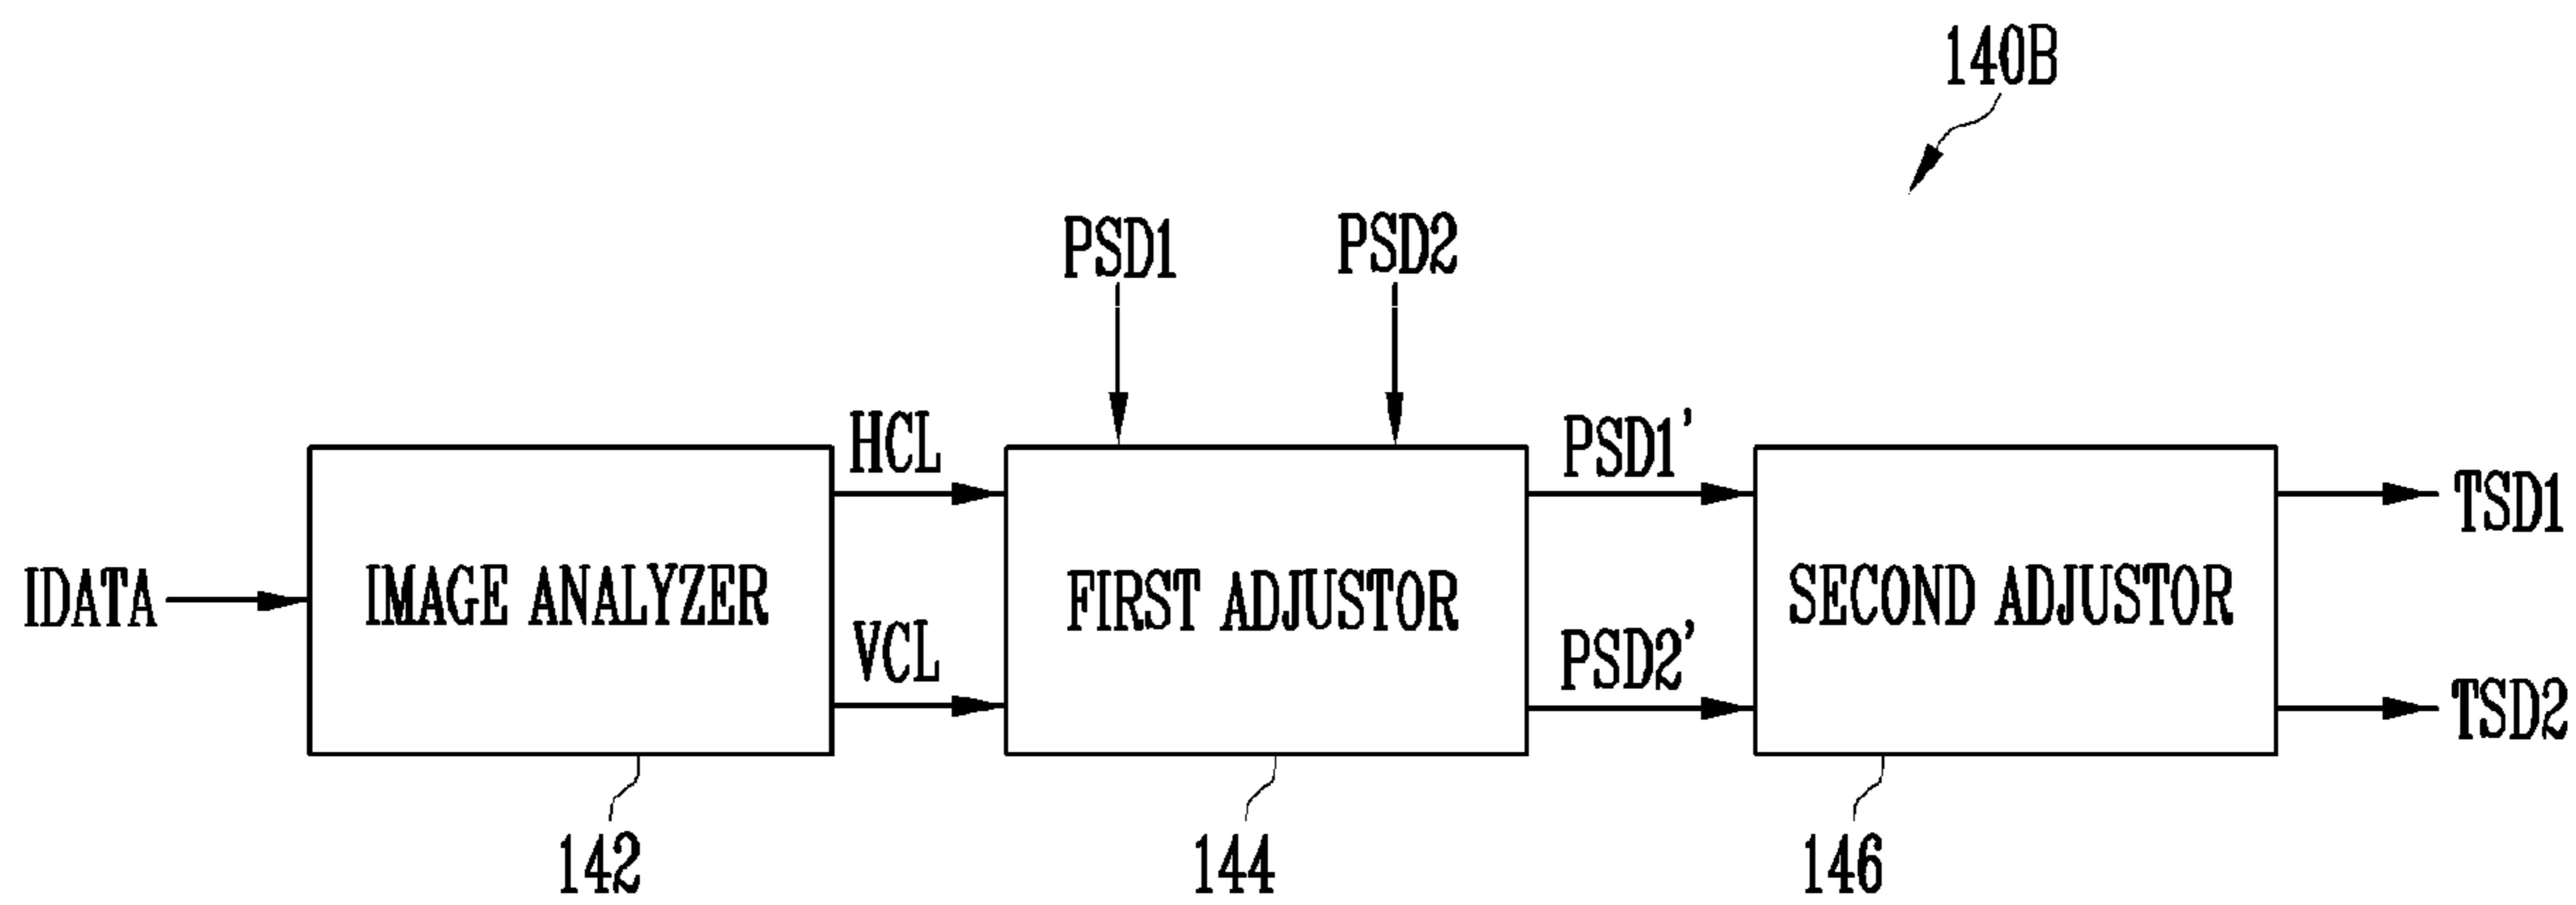 140B
PSD1
PSD2
HCL
PSD1'
TSD1
IDATA
IMAGE ANALYZER
FIRST ADJUSTOR
SECOND ADJUSTOR
VCL
PSD2'
TSD2
142
144
146